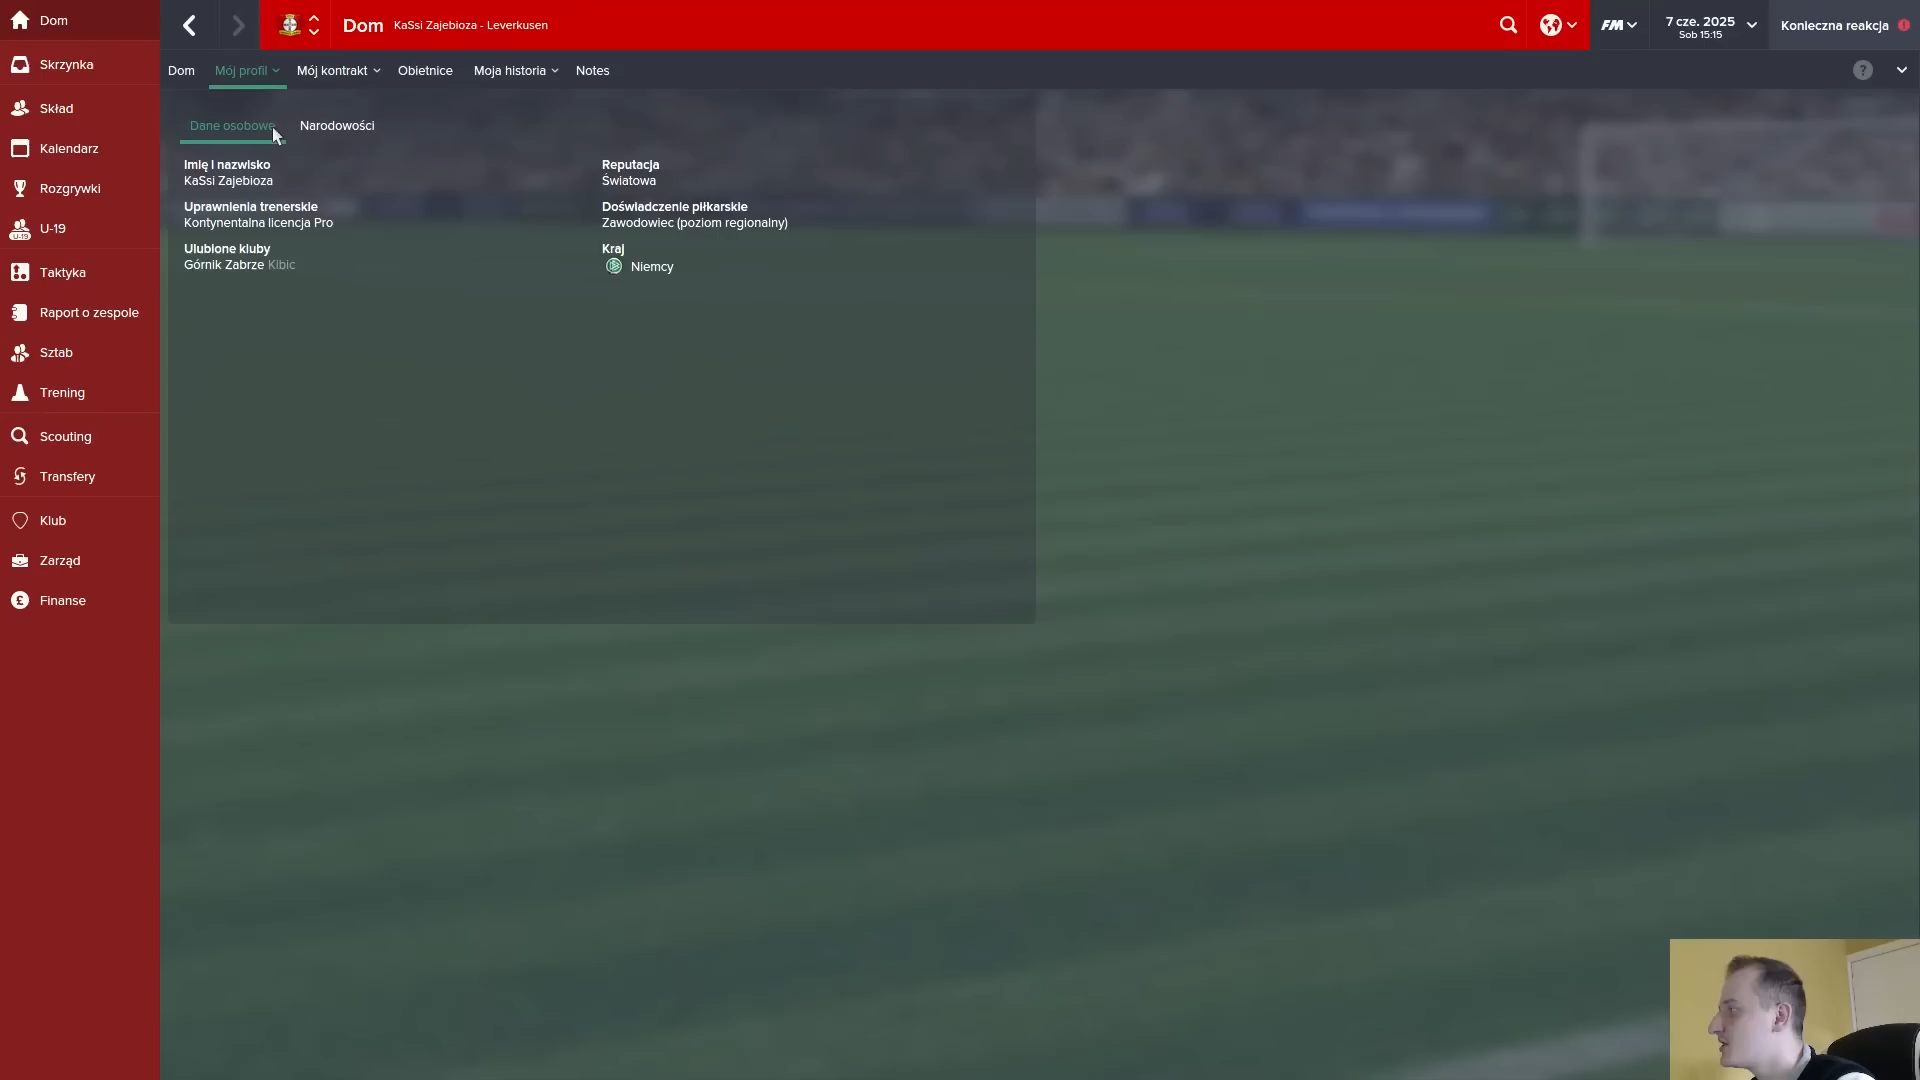 Dom
Skrzynka
Skład
Kalendarz
Rozgrywki
U-19
U-19
Taktyka
Raport o zespole
Sztab
Trening
Scouting
Transfery
Klub
Zarząd
£ Finanse
Dom KaSsi Zajebioza - Leverkusen
FM
7 cze. 2025
Sob 15:15
Konieczna reakcja
Dom Mój profil Mój kontrakt Obietnice Moja historia Notes
?
Dane osobowe Narodowości
Imię i nazwisko
KaSsi Zajebioza
Uprawnienia trenerskie
Kontynentalna licencja Pro
Ulubione kluby
Górnik Zabrze Kibic
Reputacja
Światowa
Doświadczenie piłkarskie
Zawodowiec (poziom regionalny)
Kraj
Niemcy